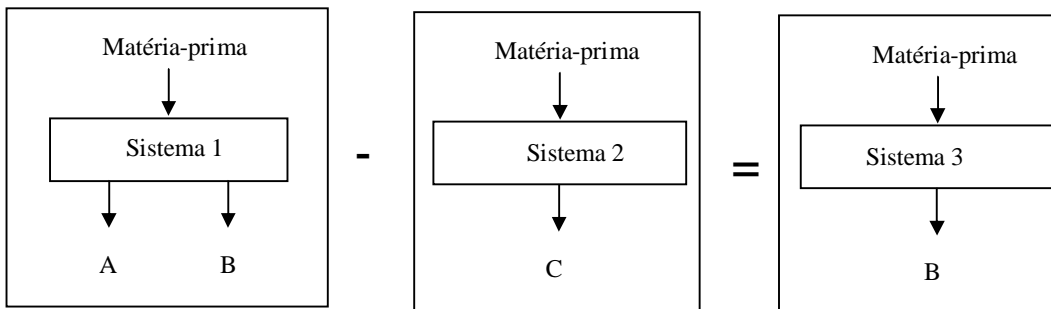 Matéria-prima
Sistema 1
A B
-
Matéria-prima
Sistema 2
C
=
Matéria-prima
Sistema 3
B